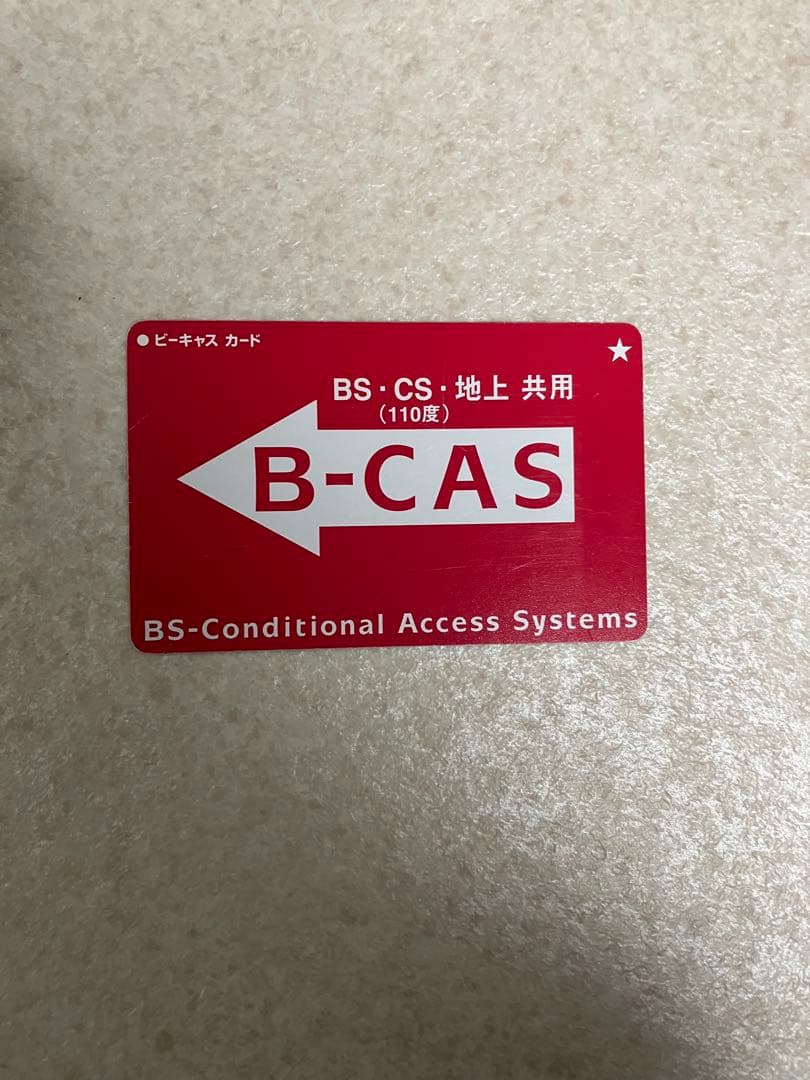 ● ビーキャス カード
★
BS・CS・地上 共用
（110度）
B-CAS
BS-Conditional Access Systems